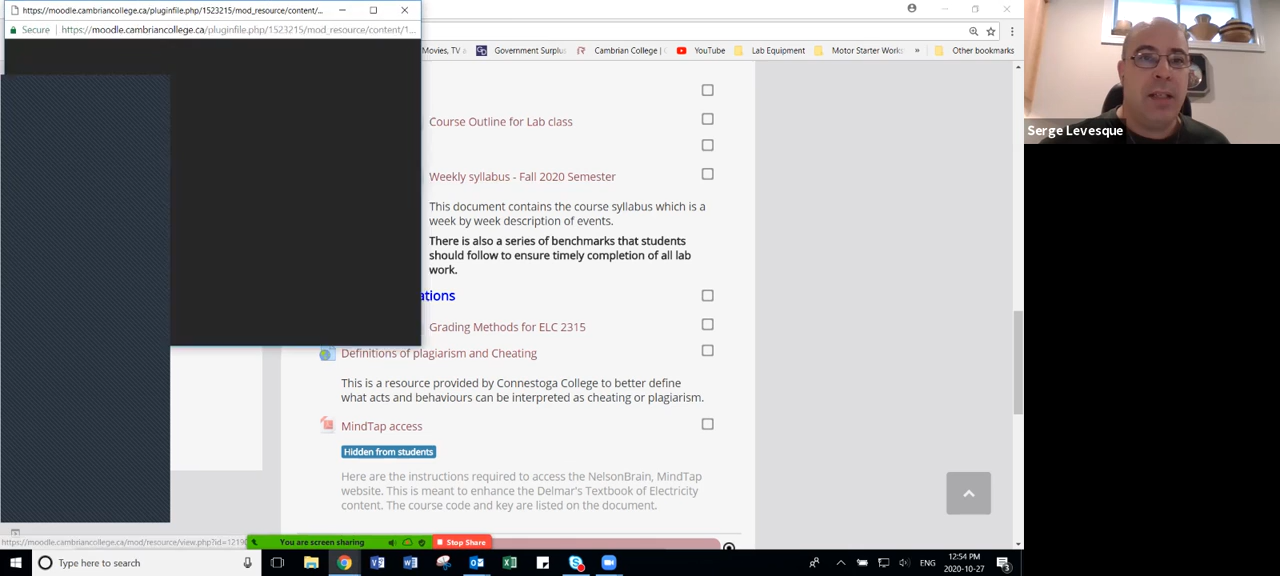 https://moodle.cambriancollege.ca/pluginfile.php/1523215/mod_resource/content/...
Secure | https://moodle.cambriancollege.ca/pluginfile.php/1523215/mod_resource/content/1...
Movies, TV a
Government Surplu
Cambrian College | (
YouTube
Lab Equipment
Motor Starter Work
»
Other bookmarks
Course Outline for Lab class
Serge Levesque
Weekly syllabus - Fall 2020 Semester
This document contains the course syllabus which is a
week by week description of events.
There is also a series of benchmarks that students
should follow to ensure timely completion of all lab
work.
ations
Grading Methods for ELC 2315
Definitions of plagiarism and Cheating
This is a resource provided by Connestoga College to better define
what acts and behaviours can be interpreted as cheating or plagiarism.
MindTap access
Hidden from students
Here are the instructions required to access the NelsonBrain, MindTap
website. This is meant to enhance the Delmar's Textbook of Electricity
content. The course code and key are listed on the document.
https://moodle.cambriancollege.ca/mod/resource/view.php?id=1219
You are screen sharing
Stop Share
Type here to search
ENG
12:54 PM
2020-10-27
3